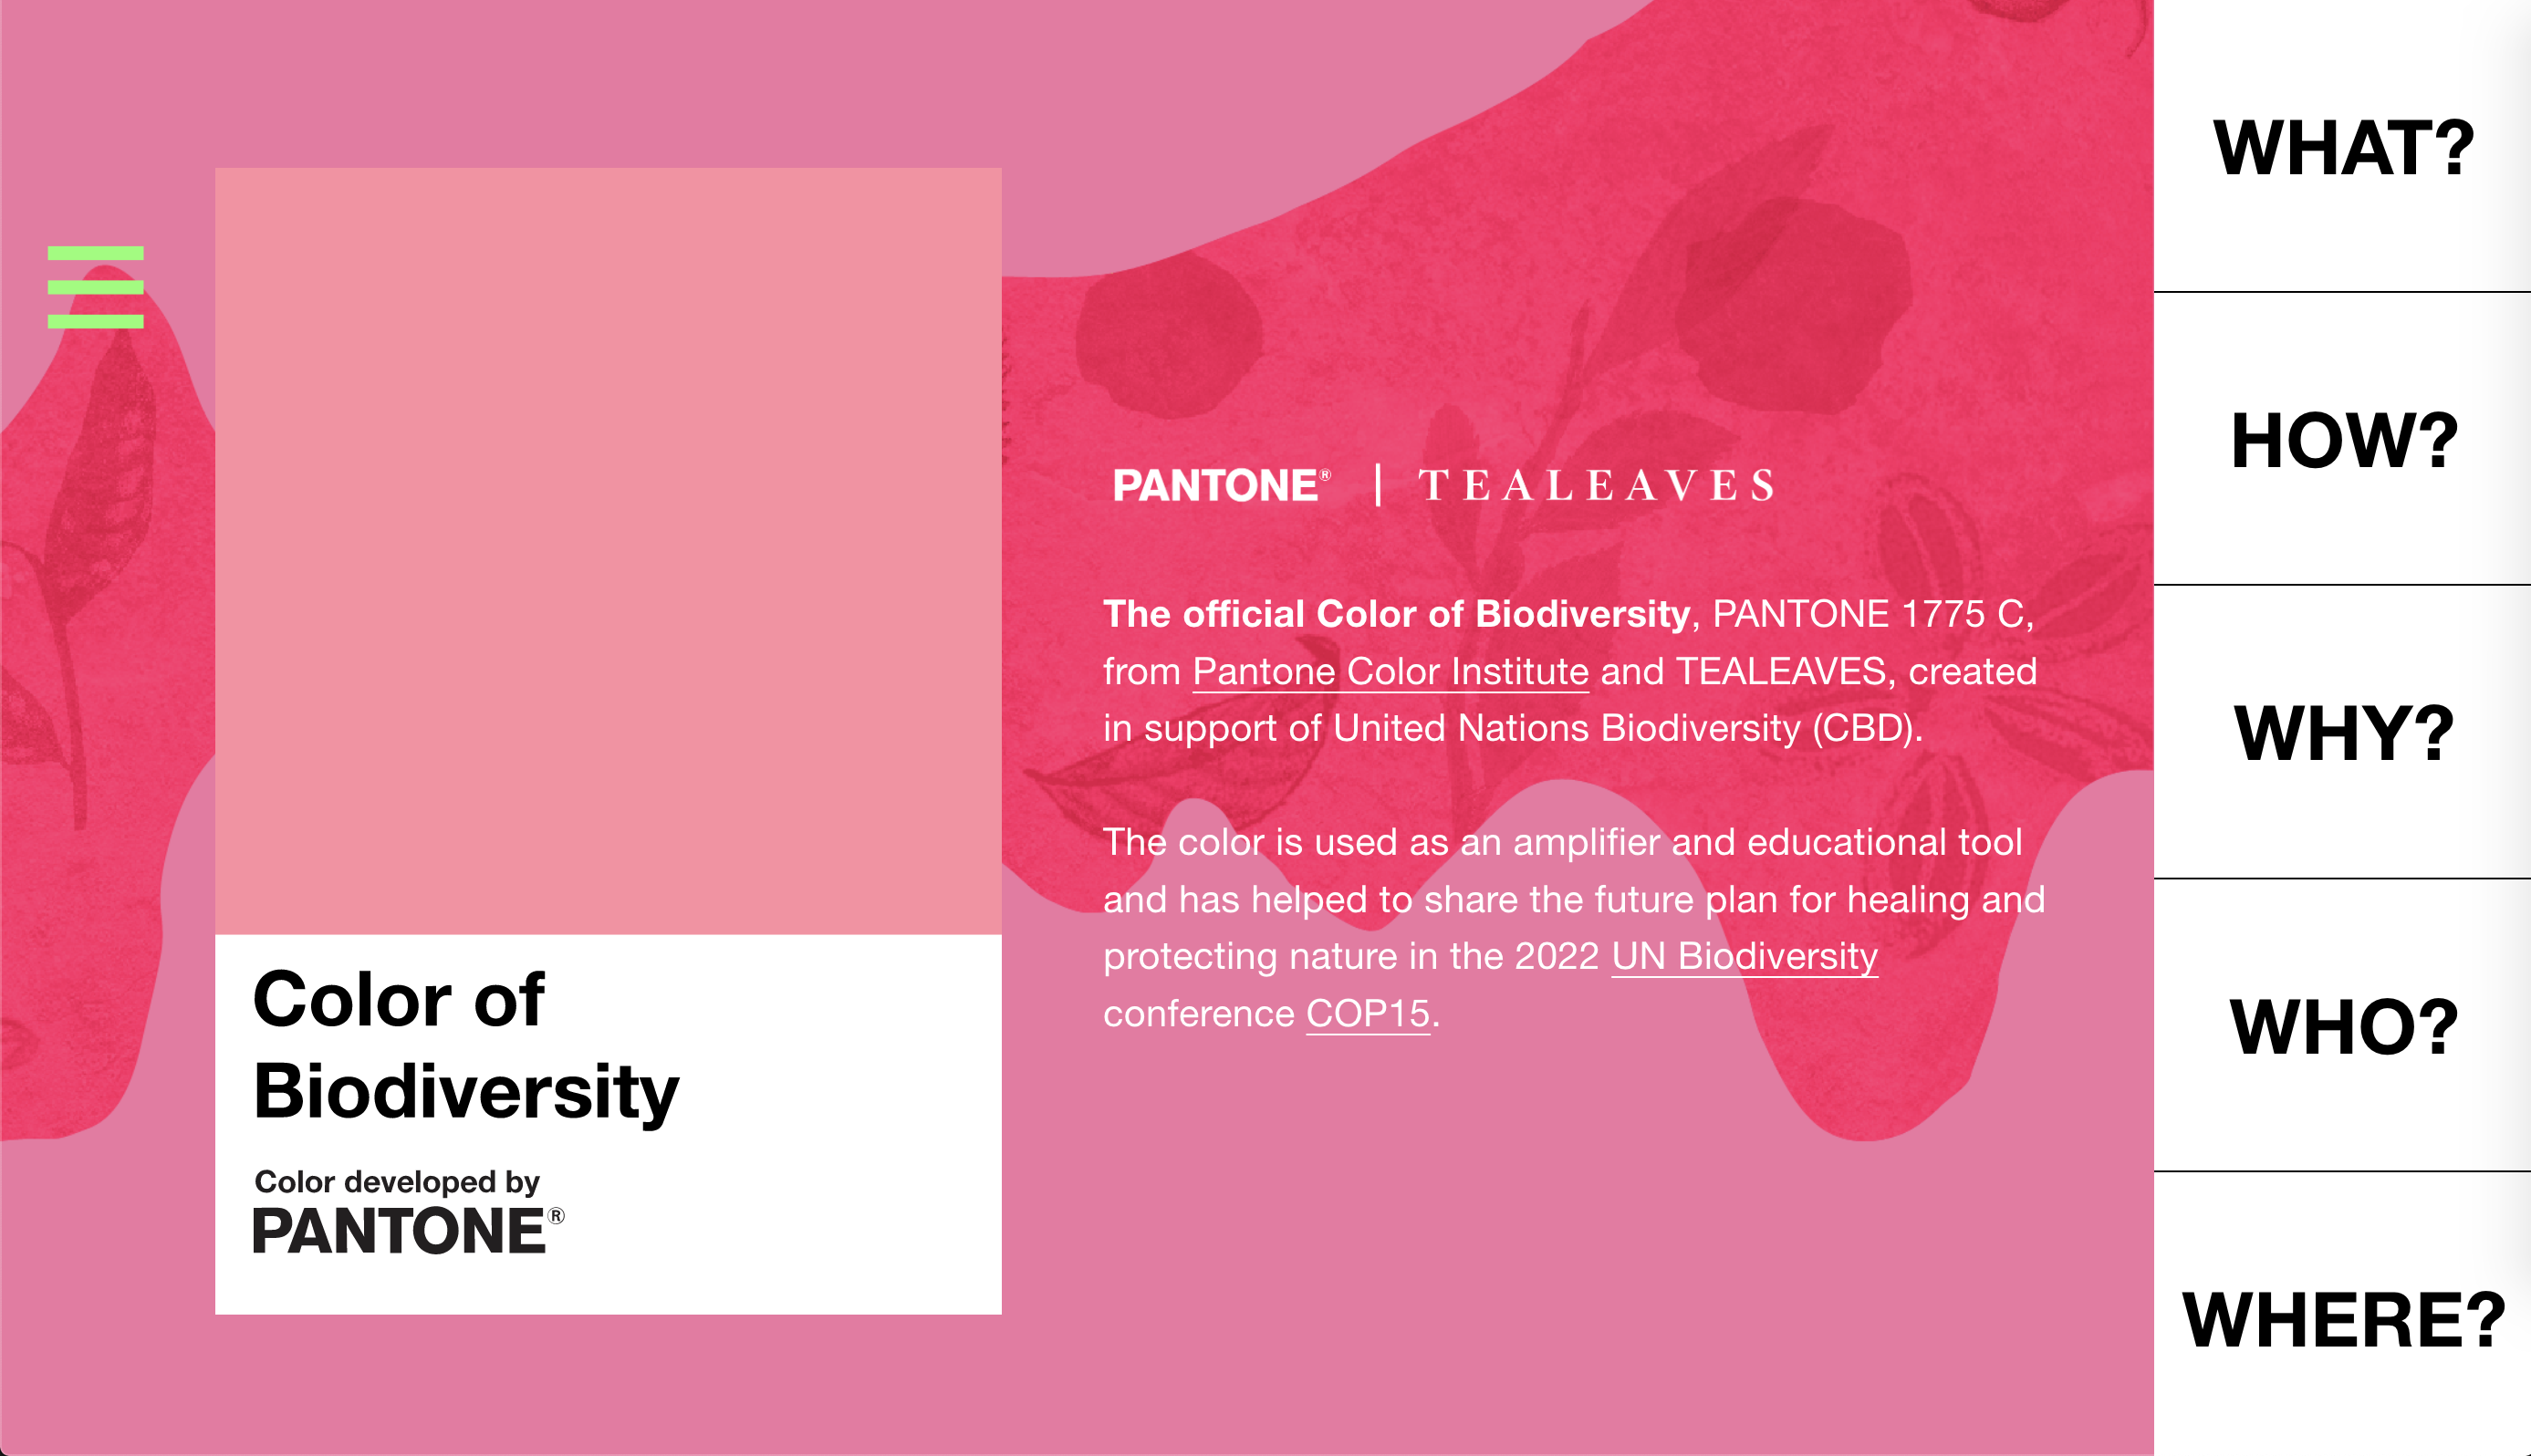 PANTONE® | TEALEAVES
The official Color of Biodiversity, PANTONE 1775 C,
from Pantone Color Institute and TEALEAVES, created
in support of United Nations Biodiversity (CBD).
The color is used as an amplifier and educational tool
and has helped to share the future plan for healing and
protecting nature in the 2022 UN Biodiversity
conference COP15.
Color of
Biodiversity
Color developed by
PANTONE®
WHAT?
HOW?
WHY?
WHO?
WHERE?